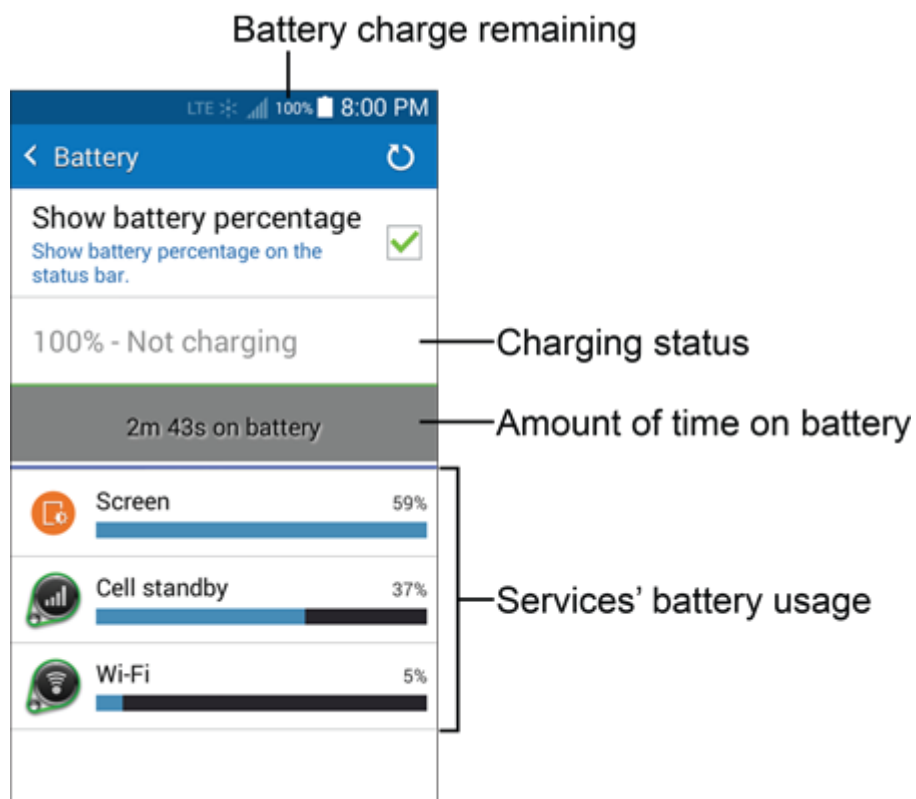 Battery charge remaining
LTE 100% 8:00 PM
Battery
Show battery percentage
Show battery percentage on the
status bar.
100% - Not charging
Charging status
2m 43s on battery
Amount of time on battery
Screen 59%
Cell standby 37%
Services’ battery usage
Wi-Fi 5%